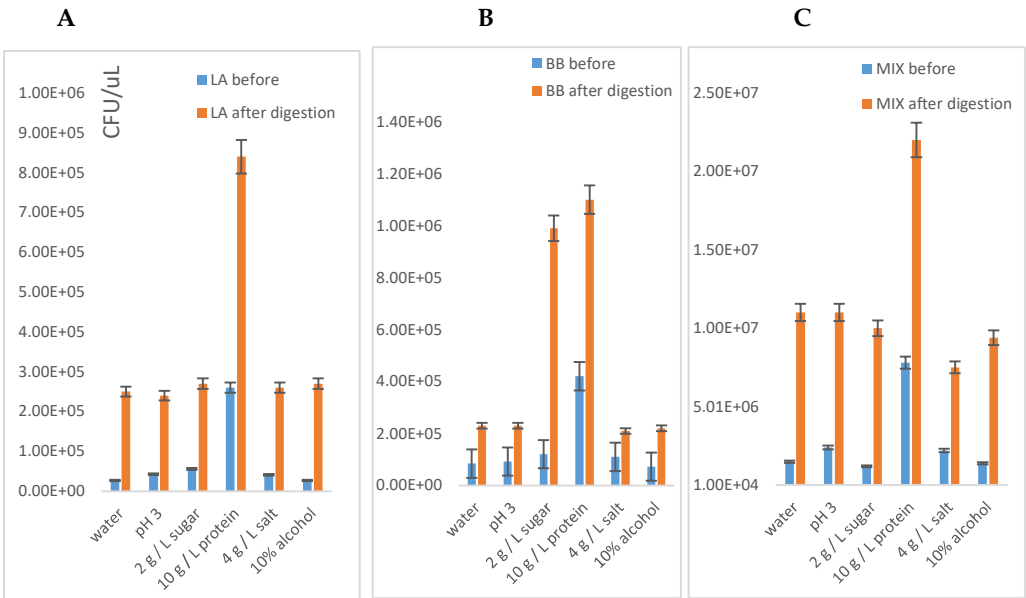 A
CFU/uL
LA before
LA after digestion
1.00E+06
9.00E+05
8.00E+05
7.00E+05
6.00E+05
5.00E+05
4.00E+05
3.00E+05
2.00E+05
1.00E+05
0.00E+00
water
pH 3
2 g / L sugar
10 g / L protein
4 g / L salt
10% alcohol
B
BB before
BB after digestion
1.40E+06
1.20E+06
1.00E+06
8.00E+05
6.00E+05
4.00E+05
2.00E+05
0.00E+00
water
pH 3
2 g / L sugar
10 g / L protein
4 g / L salt
10% alcohol
C
MIX before
MIX after digestion
2.50E+07
2.00E+07
1.50E+07
1.00E+07
5.01E+06
1.00E+04
water
pH 3
2 g / L sugar
10 g / L protein
4 g / L salt
10% alcohol